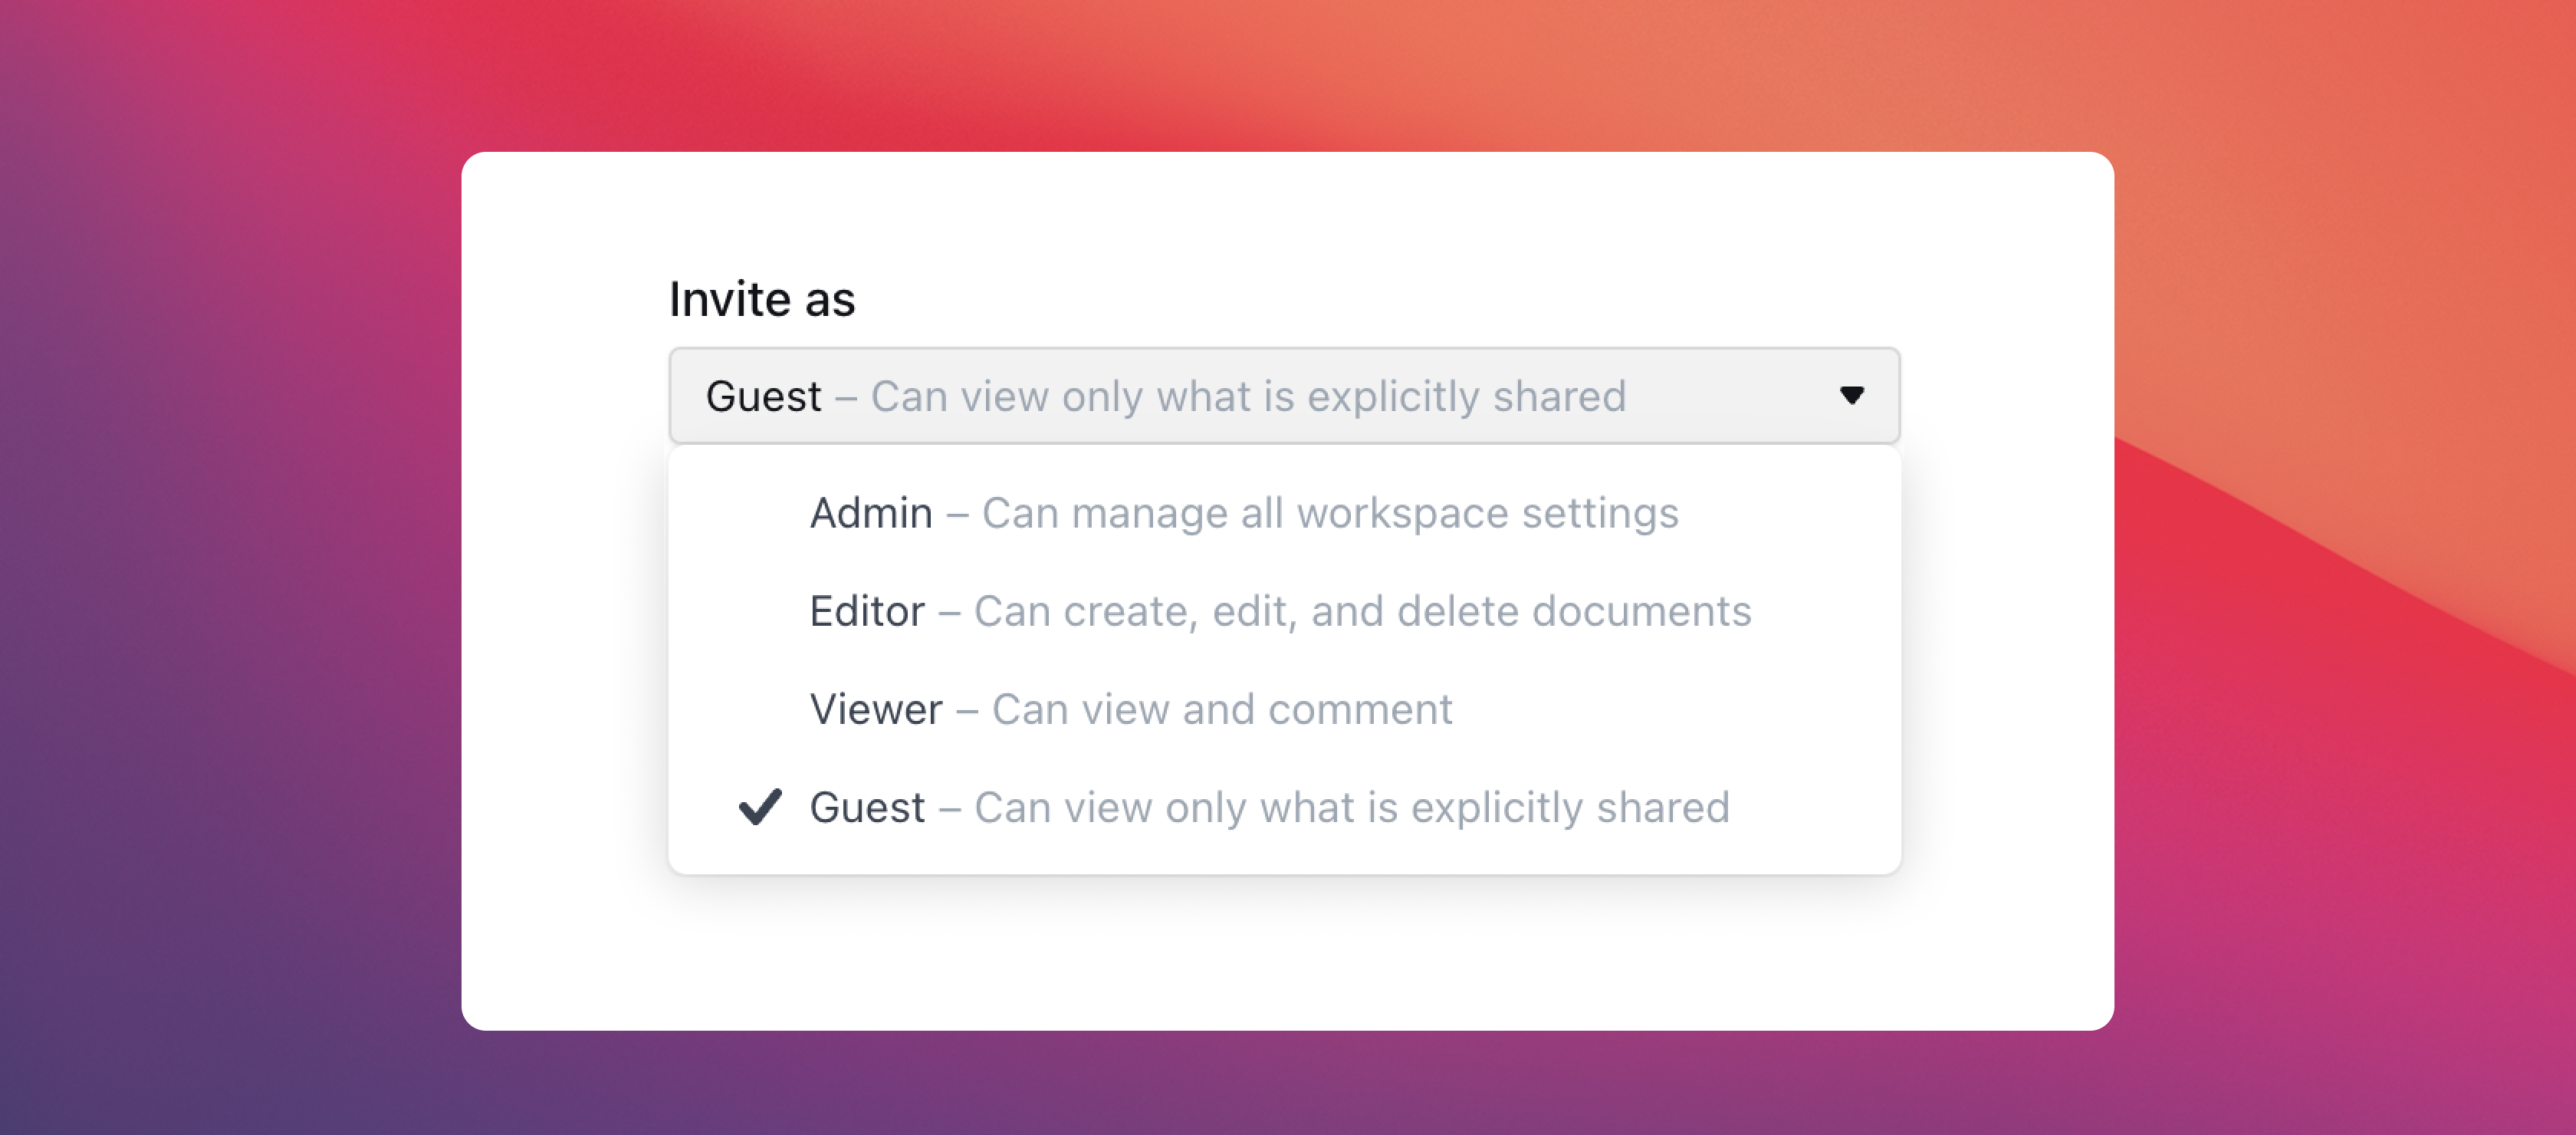 Invite as
Guest – Can view only what is explicitly shared
Admin – Can manage all workspace settings
Editor – Can create, edit, and delete documents
Viewer – Can view and comment
Guest – Can view only what is explicitly shared